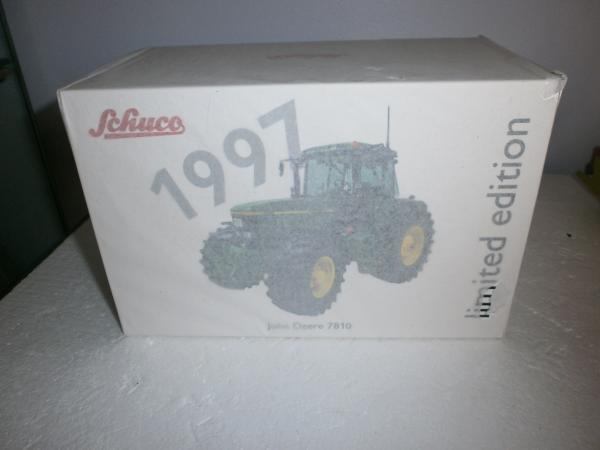 Schuco
1997
limited edition
John Deere 7810